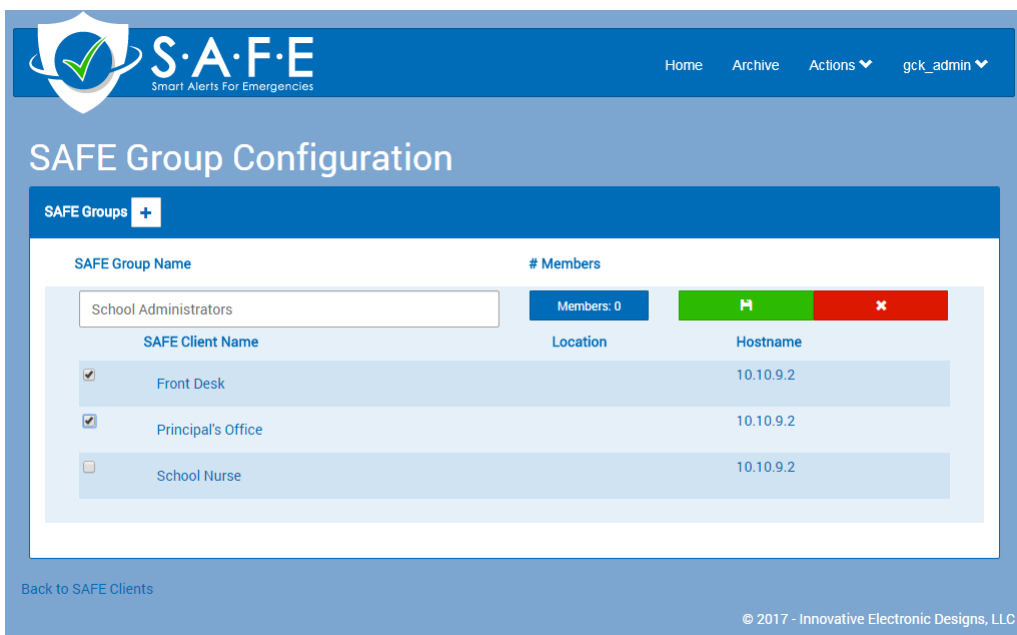 S·A·F·E
Smart Alerts For Emergencies
Home Archive Actions gck_admin
SAFE Group Configuration
SAFE Groups +
SAFE Group Name # Members
School Administrators Members: 0
SAFE Client Name Location Hostname
Front Desk 10.10.9.2
Principal's Office 10.10.9.2
School Nurse 10.10.9.2
Back to SAFE Clients
© 2017 - Innovative Electronic Designs, LLC